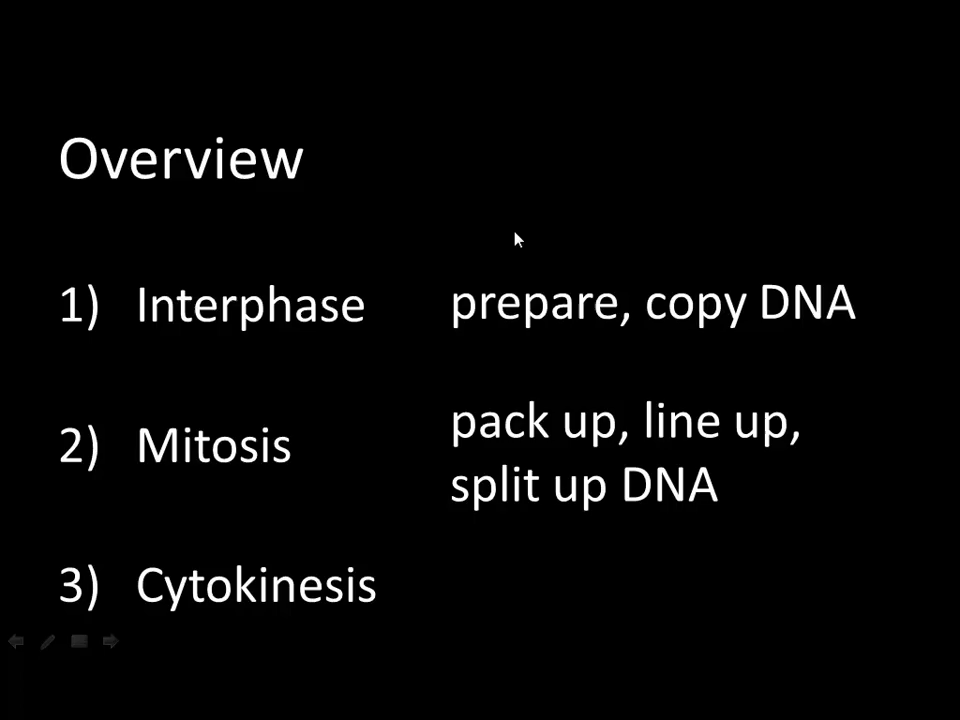 Overview
1) Interphase prepare, copy DNA
2) Mitosis pack up, line up,
split up DNA
3) Cytokinesis